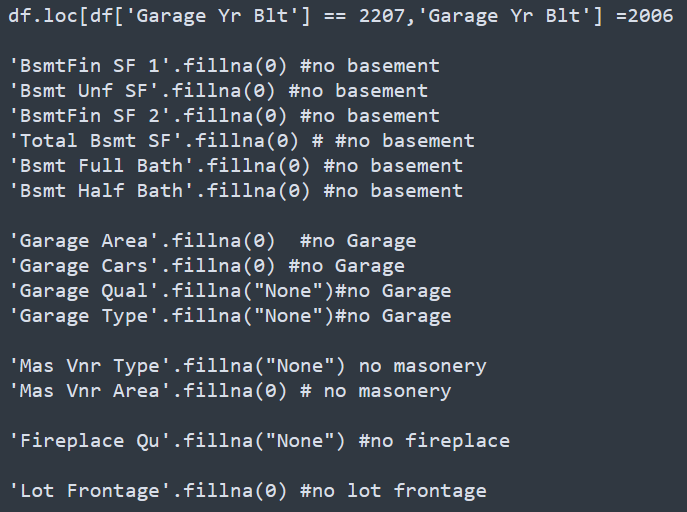 df.loc[df['Garage Yr Blt'] == 2207,'Garage Yr Blt'] =2006
'BsmtFin SF 1'.fillna(0) #no basement
'Bsmt Unf SF'.fillna(0) #no basement
'BsmtFin SF 2'.fillna(0) #no basement
'Total Bsmt SF'.fillna(0) # #no basement
'Bsmt Full Bath'.fillna(0) #no basement
'Bsmt Half Bath'.fillna(0) #no basement
'Garage Area'.fillna(0)  #no Garage
'Garage Cars'.fillna(0) #no Garage
'Garage Qual'.fillna("None")#no Garage
'Garage Type'.fillna("None")#no Garage
'Mas Vnr Type'.fillna("None") no masonery
'Mas Vnr Area'.fillna(0) # no masonery
'Fireplace Qu'.fillna("None") #no fireplace
'Lot Frontage'.fillna(0) #no lot frontage